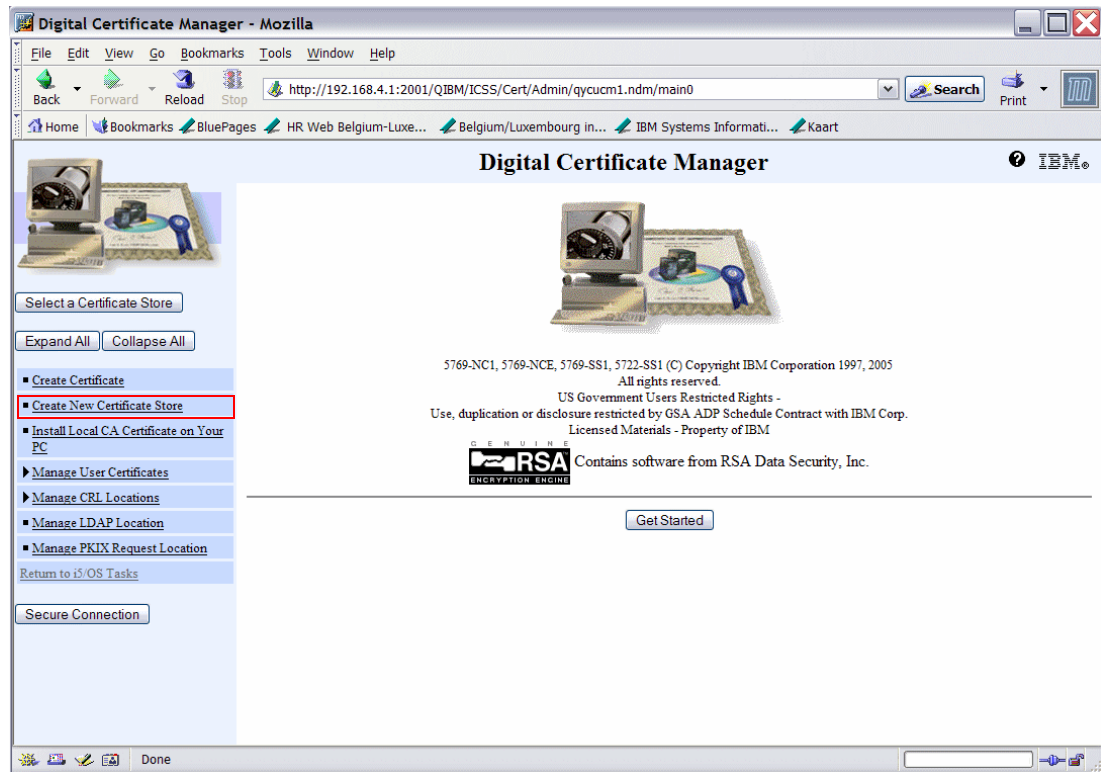 Digital Certificate Manager - Mozilla
File Edit View Go Bookmarks Tools Window Help
Back Forward Reload Stop http://192.168.4.1:2001/QIBM/ICSS/Cert/Admin/qycucm1.ndm/main0 Search Print
Home Bookmarks BluePages HR Web Belgium-Luxe... Belgium/Luxembourg in... IBM Systems Informati... Kaart
Digital Certificate Manager
IBM®
Select a Certificate Store
Expand All Collapse All
Create Certificate
Create New Certificate Store
Install Local CA Certificate on Your
PC
Manage User Certificates
Manage CRL Locations
Manage LDAP Location
Manage PKIX Request Location
Return to i5/OS Tasks
Secure Connection
5769-NC1, 5769-NCE, 5769-SS1, 5722-SS1 (C) Copyright IBM Corporation 1997, 2005
All rights reserved.
US Government Users Restricted Rights -
Use, duplication or disclosure restricted by GSA ADP Schedule Contract with IBM Corp.
Licensed Materials - Property of IBM
GENUINE
RSA
ENCRYPTION ENGINE
Contains software from RSA Data Security, Inc.
Get Started
Done